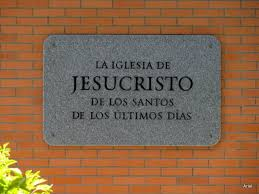 LA IGLESIA DE
JESUCRISTO
DE LOS SANTOS
DE LOS ÚLTIMOS DÍAS